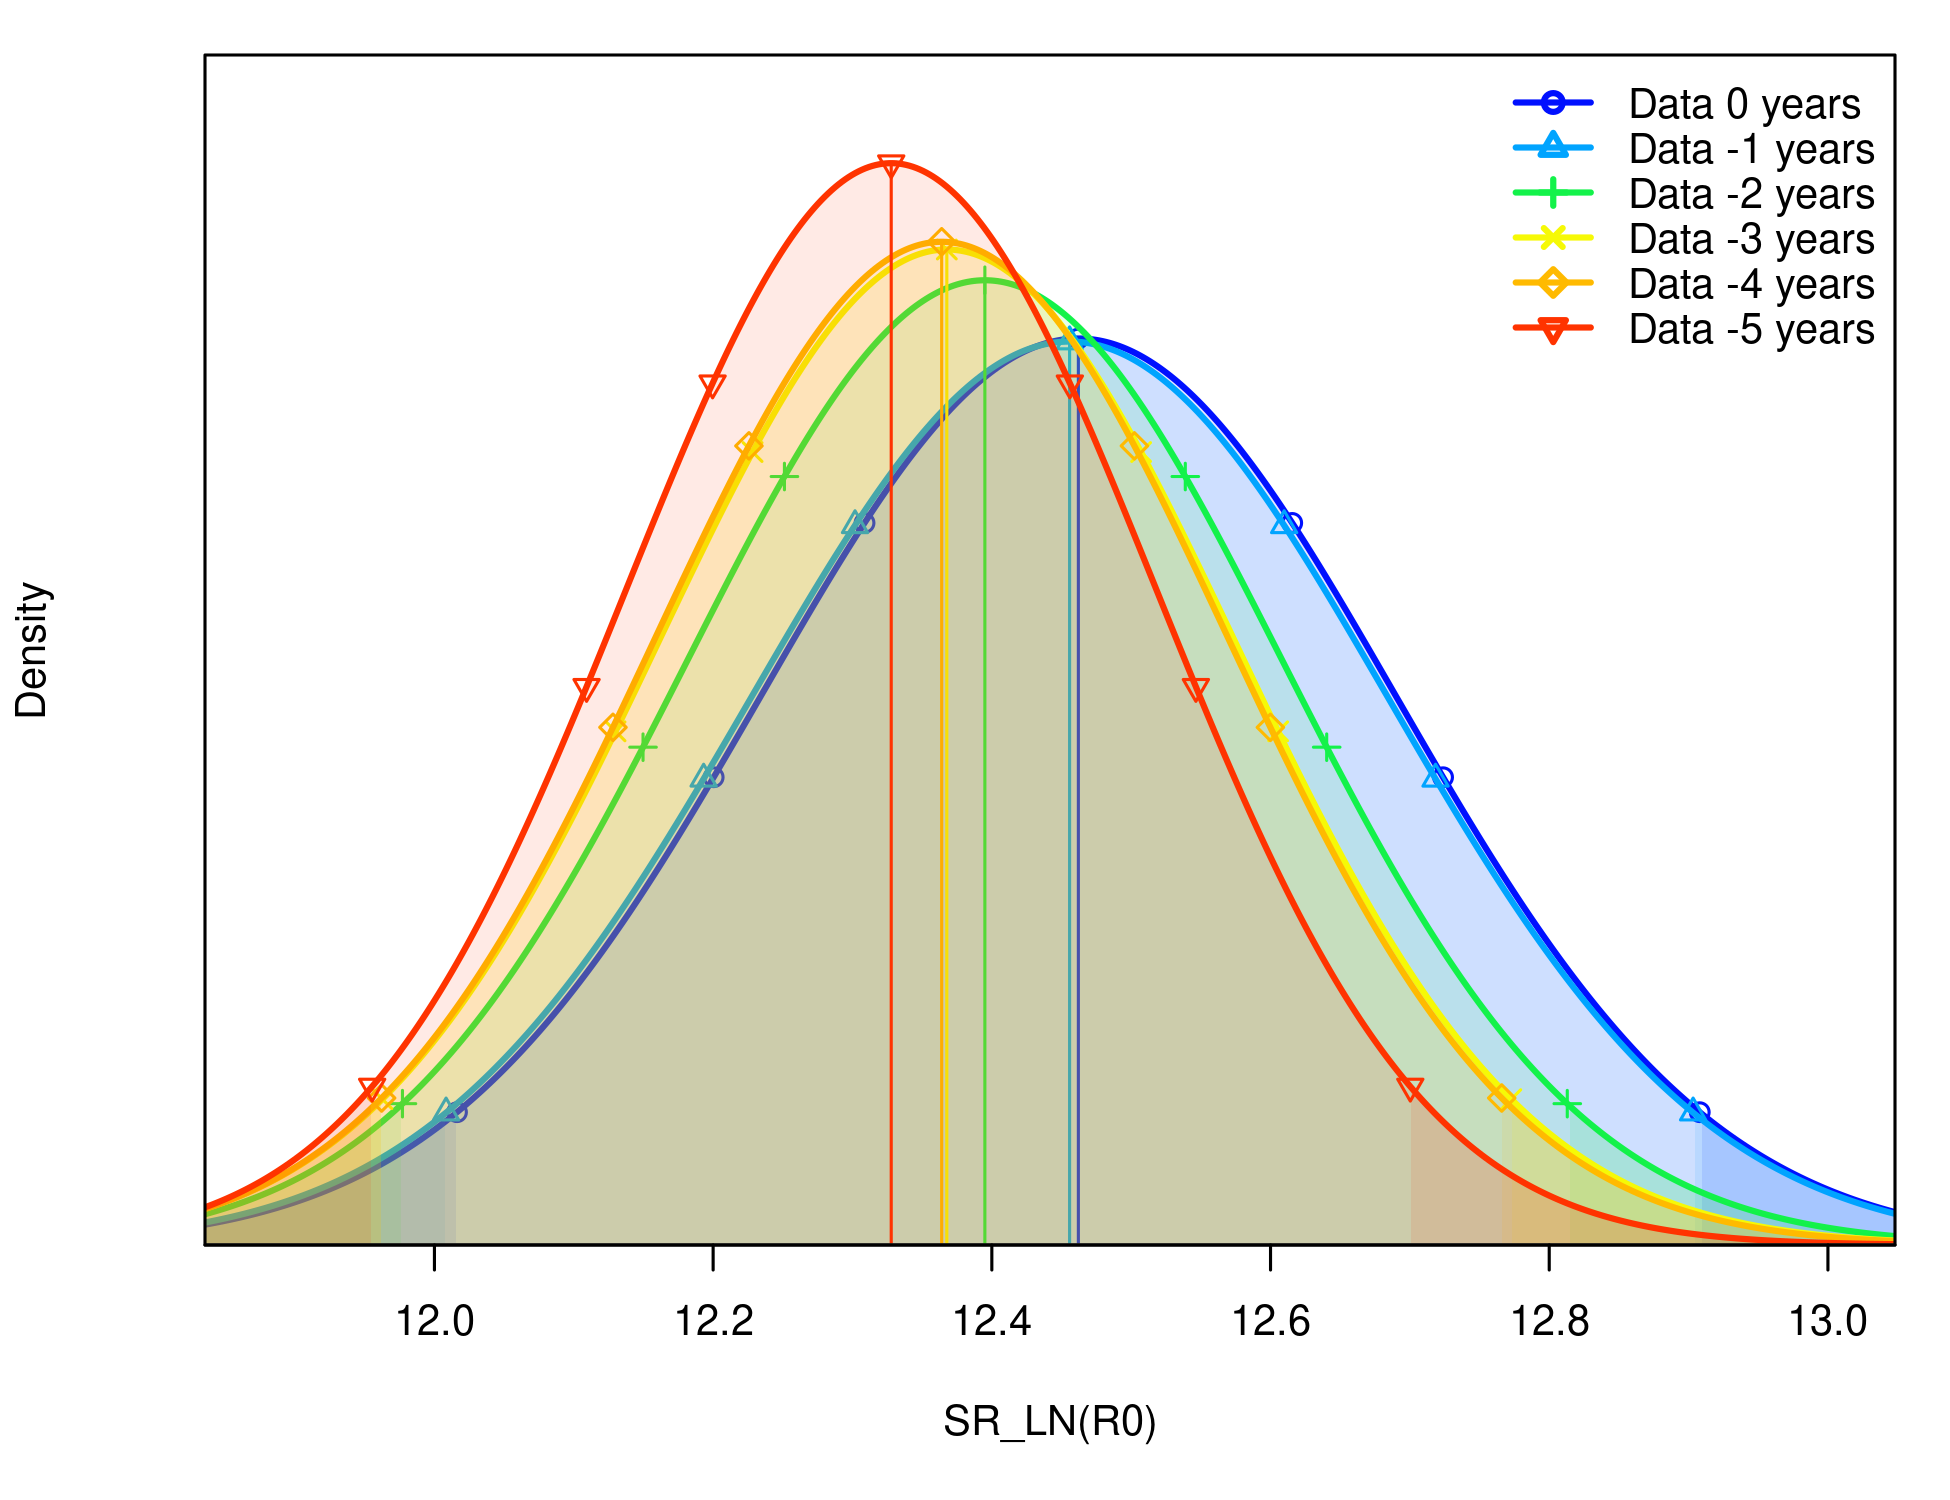 Data 0 years
Data -1 years
Data -2 years
Data -3 years
Data -4 years
Data -5 years
Density
12.0 12.2 12.4 12.6 12.8 13.0
SR_LN(R0)